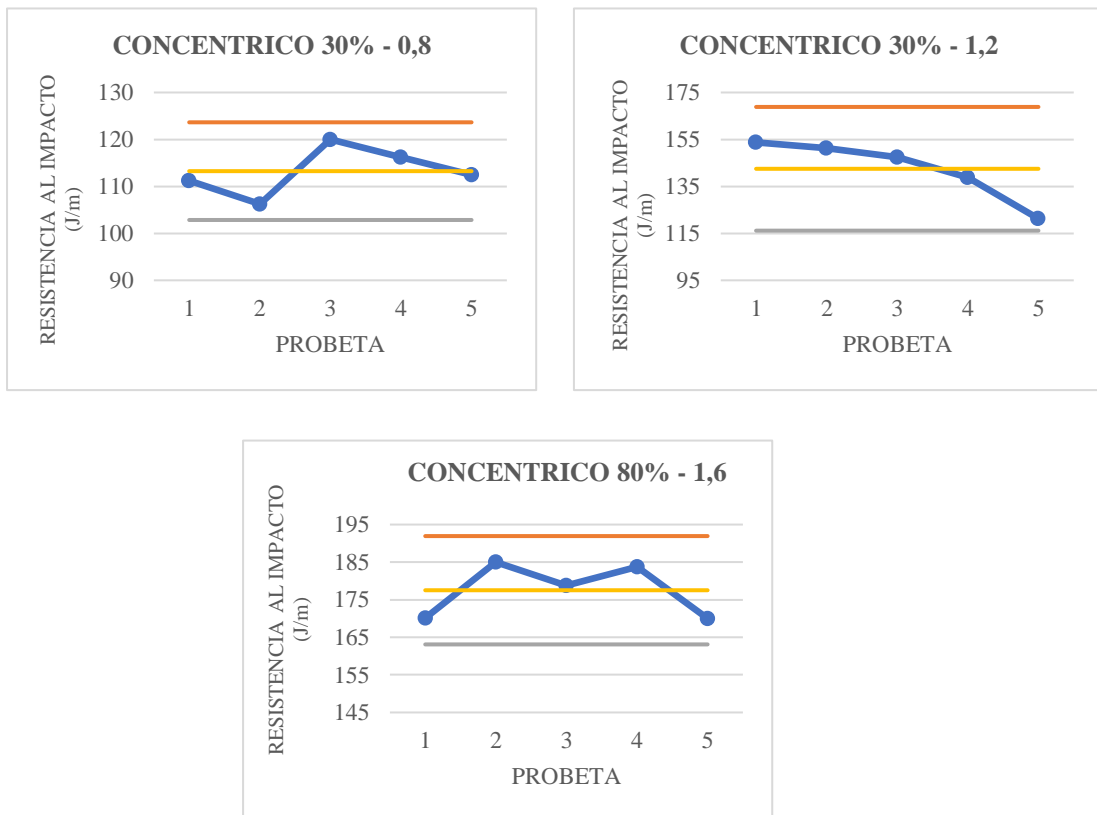 CONCENTRICO 30% - 0,8
RESISTENCIA AL IMPACTO
(J/m)
130
120
110
100
90
1 2 3 4 5
PROBETA
CONCENTRICO 30% - 1,2
RESISTENCIA AL IMPACTO
(J/m)
175
155
135
115
95
1 2 3 4 5
PROBETA
CONCENTRICO 80% - 1,6
RESISTENCIA AL IMPACTO
(J/m)
195
185
175
165
155
145
1 2 3 4 5
PROBETA